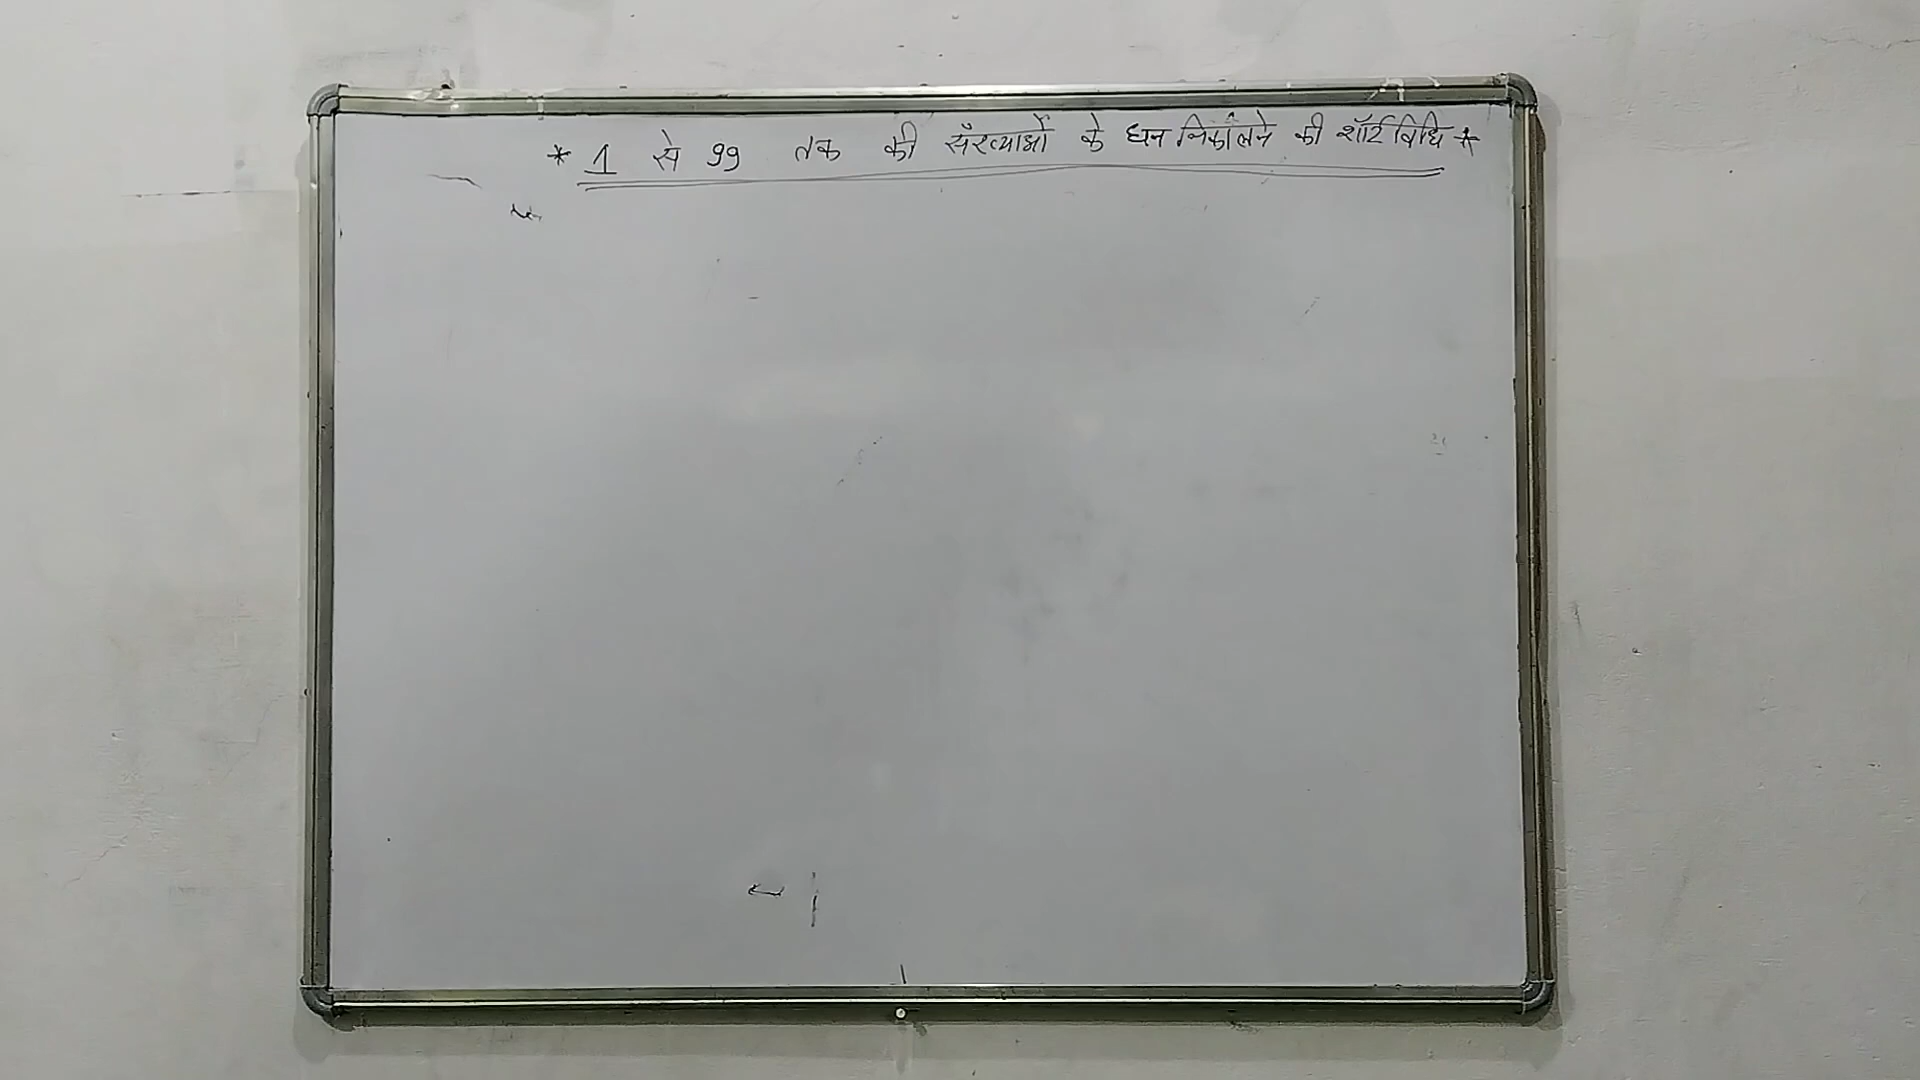 * 1 से 99 तक की सँख्याओं के घन निकालने की शॉर्ट विधि *